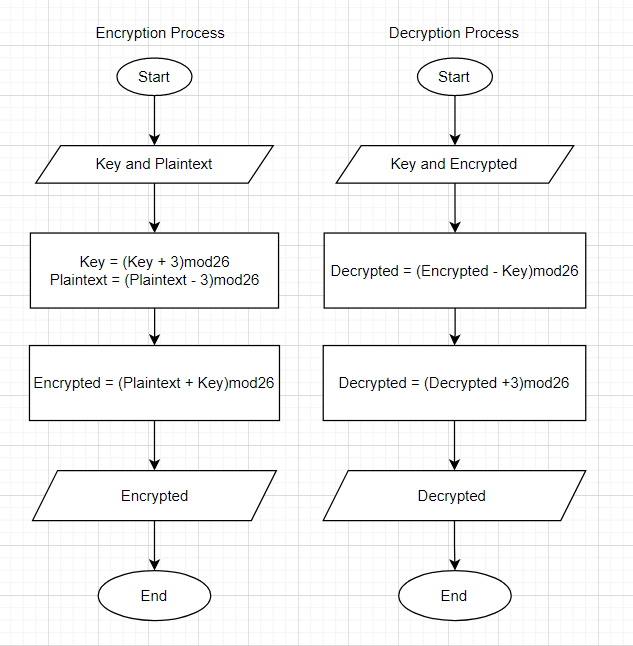 Encryption Process
Start
Key and Plaintext
Key = (Key + 3)mod26
Plaintext = (Plaintext - 3)mod26
Encrypted = (Plaintext + Key)mod26
Encrypted
End
Decryption Process
Start
Key and Encrypted
Decrypted = (Encrypted - Key)mod26
Decrypted = (Decrypted +3)mod26
Decrypted
End